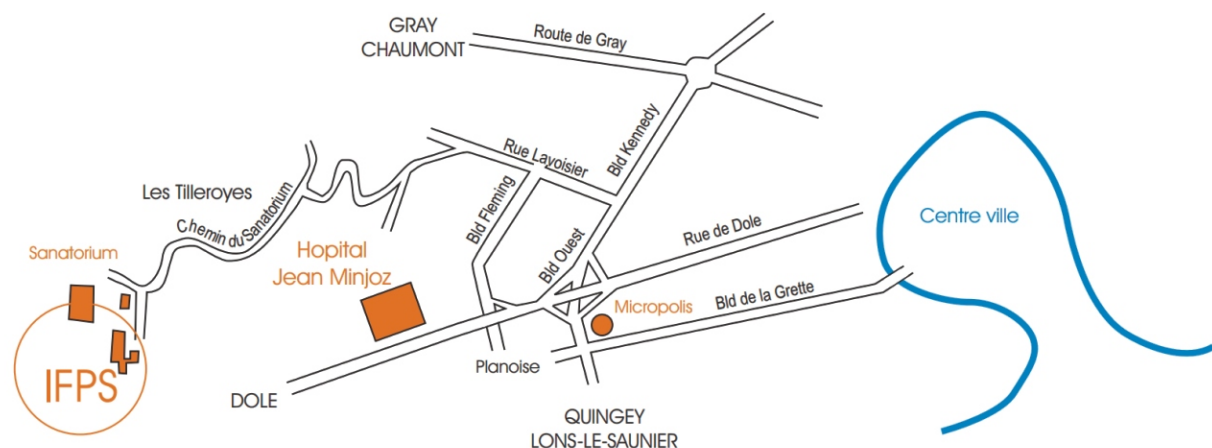 GRAY
CHAUMONT
Route de Gray
Bld Kennedy
Rue Layoisier
Les Tilleroyes
Chemin du Sanatorium
Bld Fleming
Centre ville
Sanatorium
Hopital
Jean Minjoz
Bld Ouest
Rue de Dole
Micropolis
Bld de la Grette
IFPS
Planoise
DOLE
QUINGEY
LONS-LE-SAUNIER